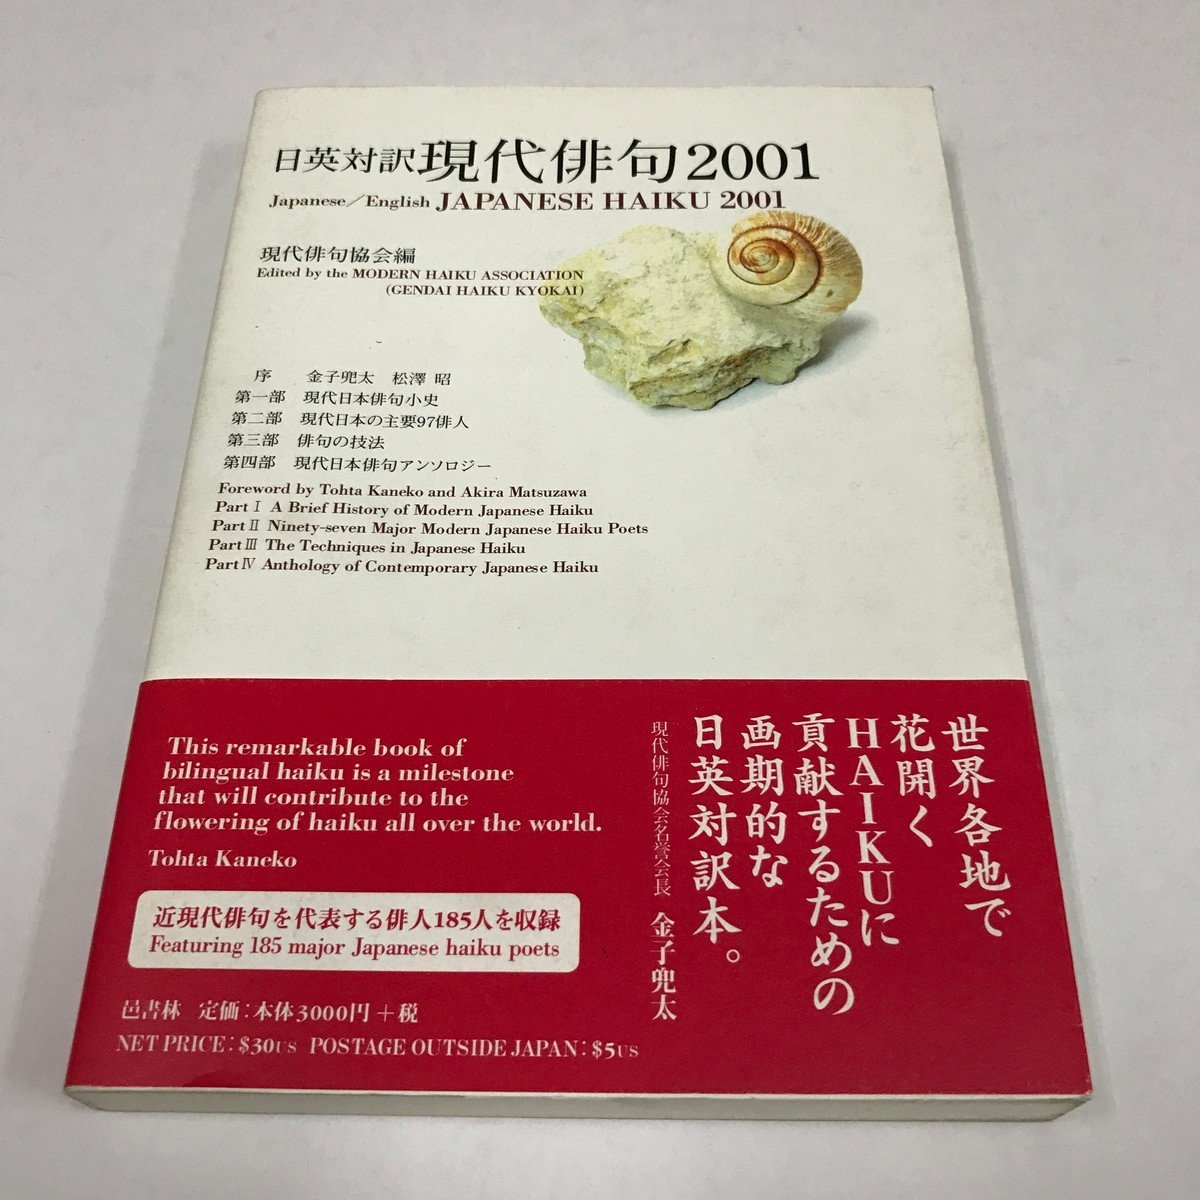 日英対訳 現代俳句2001
Japanese/English JAPANESE HAIKU 2001
現代俳句協会編
Edited by the MODERN HAIKU ASSOCIATION
(GENDAI HAIKU KYOKAI)
序 金子兜太 松澤 昭
第一部 現代日本俳句小史
第二部 現代日本の主要97俳人
第三部 俳句の技法
第四部 現代日本俳句アンソロジー
Foreword by Tohta Kaneko and Akira Matsuzawa
Part Ⅰ A Brief History of Modern Japanese Haiku
Part Ⅱ Ninety-seven Major Modern Japanese Haiku Poets
Part Ⅲ The Techniques in Japanese Haiku
Part Ⅳ Anthology of Contemporary Japanese Haiku
世界各地で
花開く
HAIKUに
貢献するための
画期的な
日英対訳本。
現代俳句協会名誉会長 金子兜太
This remarkable book of
bilingual haiku is a milestone
that will contribute to the
flowering of haiku all over the world.
Tohta Kaneko
近現代俳句を代表する俳人185人を収録
Featuring 185 major Japanese haiku poets
邑書林 定価:本体3000円+税
NET PRICE: $30US POSTAGE OUTSIDE JAPAN: $5US